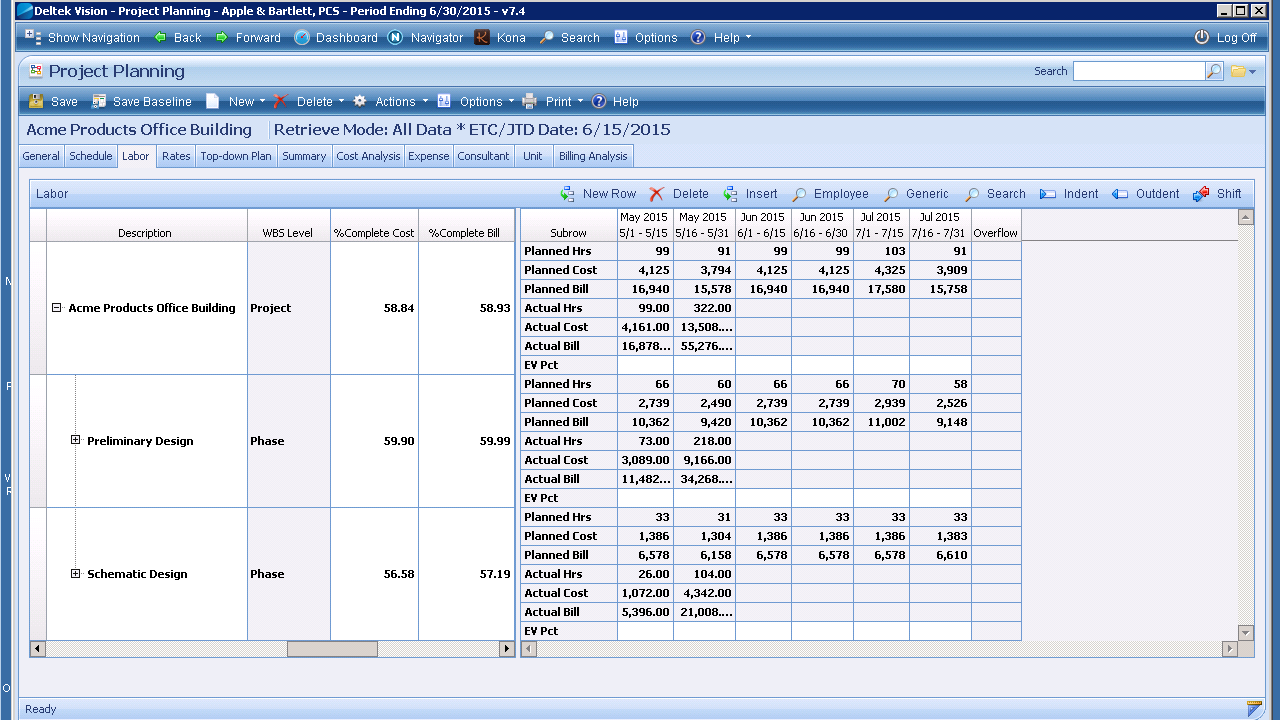 Deltek Vision - Project Planning - Apple & Bartlett, PCS - Period Ending 6/30/2015 - v7.4
Show Navigation Back Forward Dashboard Navigator Kona Search Options Help Log Off
Project Planning Search
Save Save Baseline New Delete Actions Options Print Help
Acme Products Office Building Retrieve Mode: All Data * ETC/JTD Date: 6/15/2015
General Schedule Labor Rates Top-down Plan Summary Cost Analysis Expense Consultant Unit Billing Analysis
Labor New Row Delete Insert Employee Generic Search Indent Outdent Shift
May 2015 May 2015 Jun 2015 Jun 2015 Jul 2015 Jul 2015
Description WBS Level %Complete Cost %Complete Bill Subrow 5/1 - 5/15 5/16 - 5/31 6/1 - 6/15 6/16 - 6/30 7/1 - 7/15 7/16 - 7/31 Overflow
Planned Hrs 99 91 99 99 103 91
Planned Cost 4,125 3,794 4,125 4,125 4,325 3,909
Planned Bill 16,940 15,578 16,940 16,940 17,580 15,758
Acme Products Office Building Project 58.84 58.93 Actual Hrs 99.00 322.00
Actual Cost 4,161.00 13,508....
Actual Bill 16,878... 55,276....
EV Pct
Planned Hrs 66 60 66 66 70 58
Planned Cost 2,739 2,490 2,739 2,739 2,939 2,526
Planned Bill 10,362 9,420 10,362 10,362 11,002 9,148
Preliminary Design Phase 59.90 59.99 Actual Hrs 73.00 218.00
Actual Cost 3,089.00 9,166.00
Actual Bill 11,482... 34,268....
EV Pct
Planned Hrs 33 31 33 33 33 33
Planned Cost 1,386 1,304 1,386 1,386 1,386 1,383
Planned Bill 6,578 6,158 6,578 6,578 6,578 6,610
Schematic Design Phase 56.58 57.19 Actual Hrs 26.00 104.00
Actual Cost 1,072.00 4,342.00
Actual Bill 5,396.00 21,008....
EV Pct
Ready